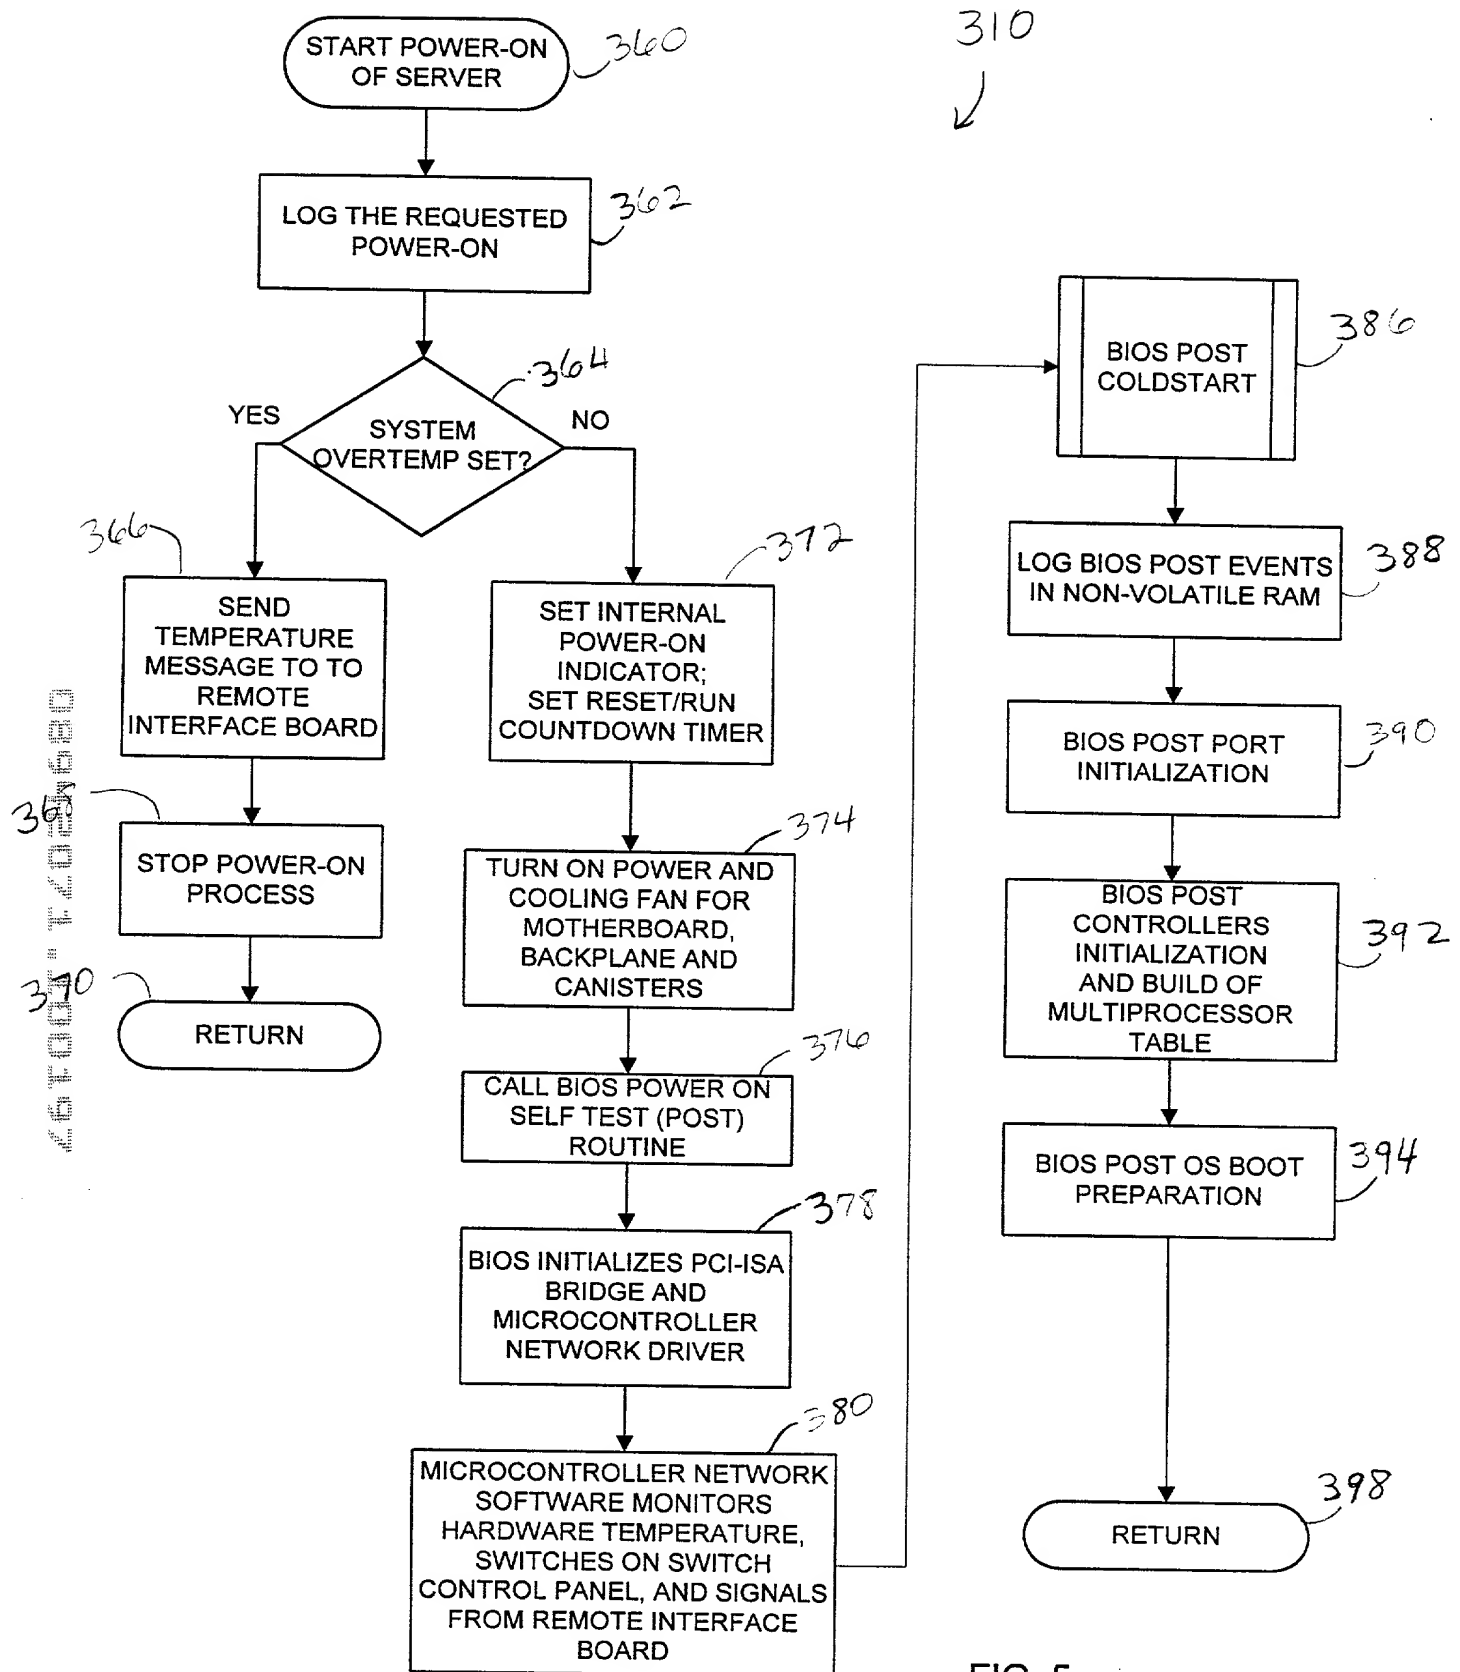 310
START POWER-ON
OF SERVER
360
LOG THE REQUESTED
POWER-ON
362
SYSTEM
OVERTEMP SET?
364
YES
NO
366
SEND
TEMPERATURE
MESSAGE TO TO
REMOTE
INTERFACE BOARD
368
STOP POWER-ON
PROCESS
370
RETURN
372
SET INTERNAL
POWER-ON
INDICATOR;
SET RESET/RUN
COUNTDOWN TIMER
374
TURN ON POWER AND
COOLING FAN FOR
MOTHERBOARD,
BACKPLANE AND
CANISTERS
376
CALL BIOS POWER ON
SELF TEST (POST)
ROUTINE
378
BIOS INITIALIZES PCI-ISA
BRIDGE AND
MICROCONTROLLER
NETWORK DRIVER
380
MICROCONTROLLER NETWORK
SOFTWARE MONITORS
HARDWARE TEMPERATURE,
SWITCHES ON SWITCH
CONTROL PANEL, AND SIGNALS
FROM REMOTE INTERFACE
BOARD
BIOS POST
COLDSTART
386
LOG BIOS POST EVENTS
IN NON-VOLATILE RAM
388
BIOS POST PORT
INITIALIZATION
390
BIOS POST
CONTROLLERS
INITIALIZATION
AND BUILD OF
MULTIPROCESSOR
TABLE
392
BIOS POST OS BOOT
PREPARATION
394
RETURN
398
FIG. 5